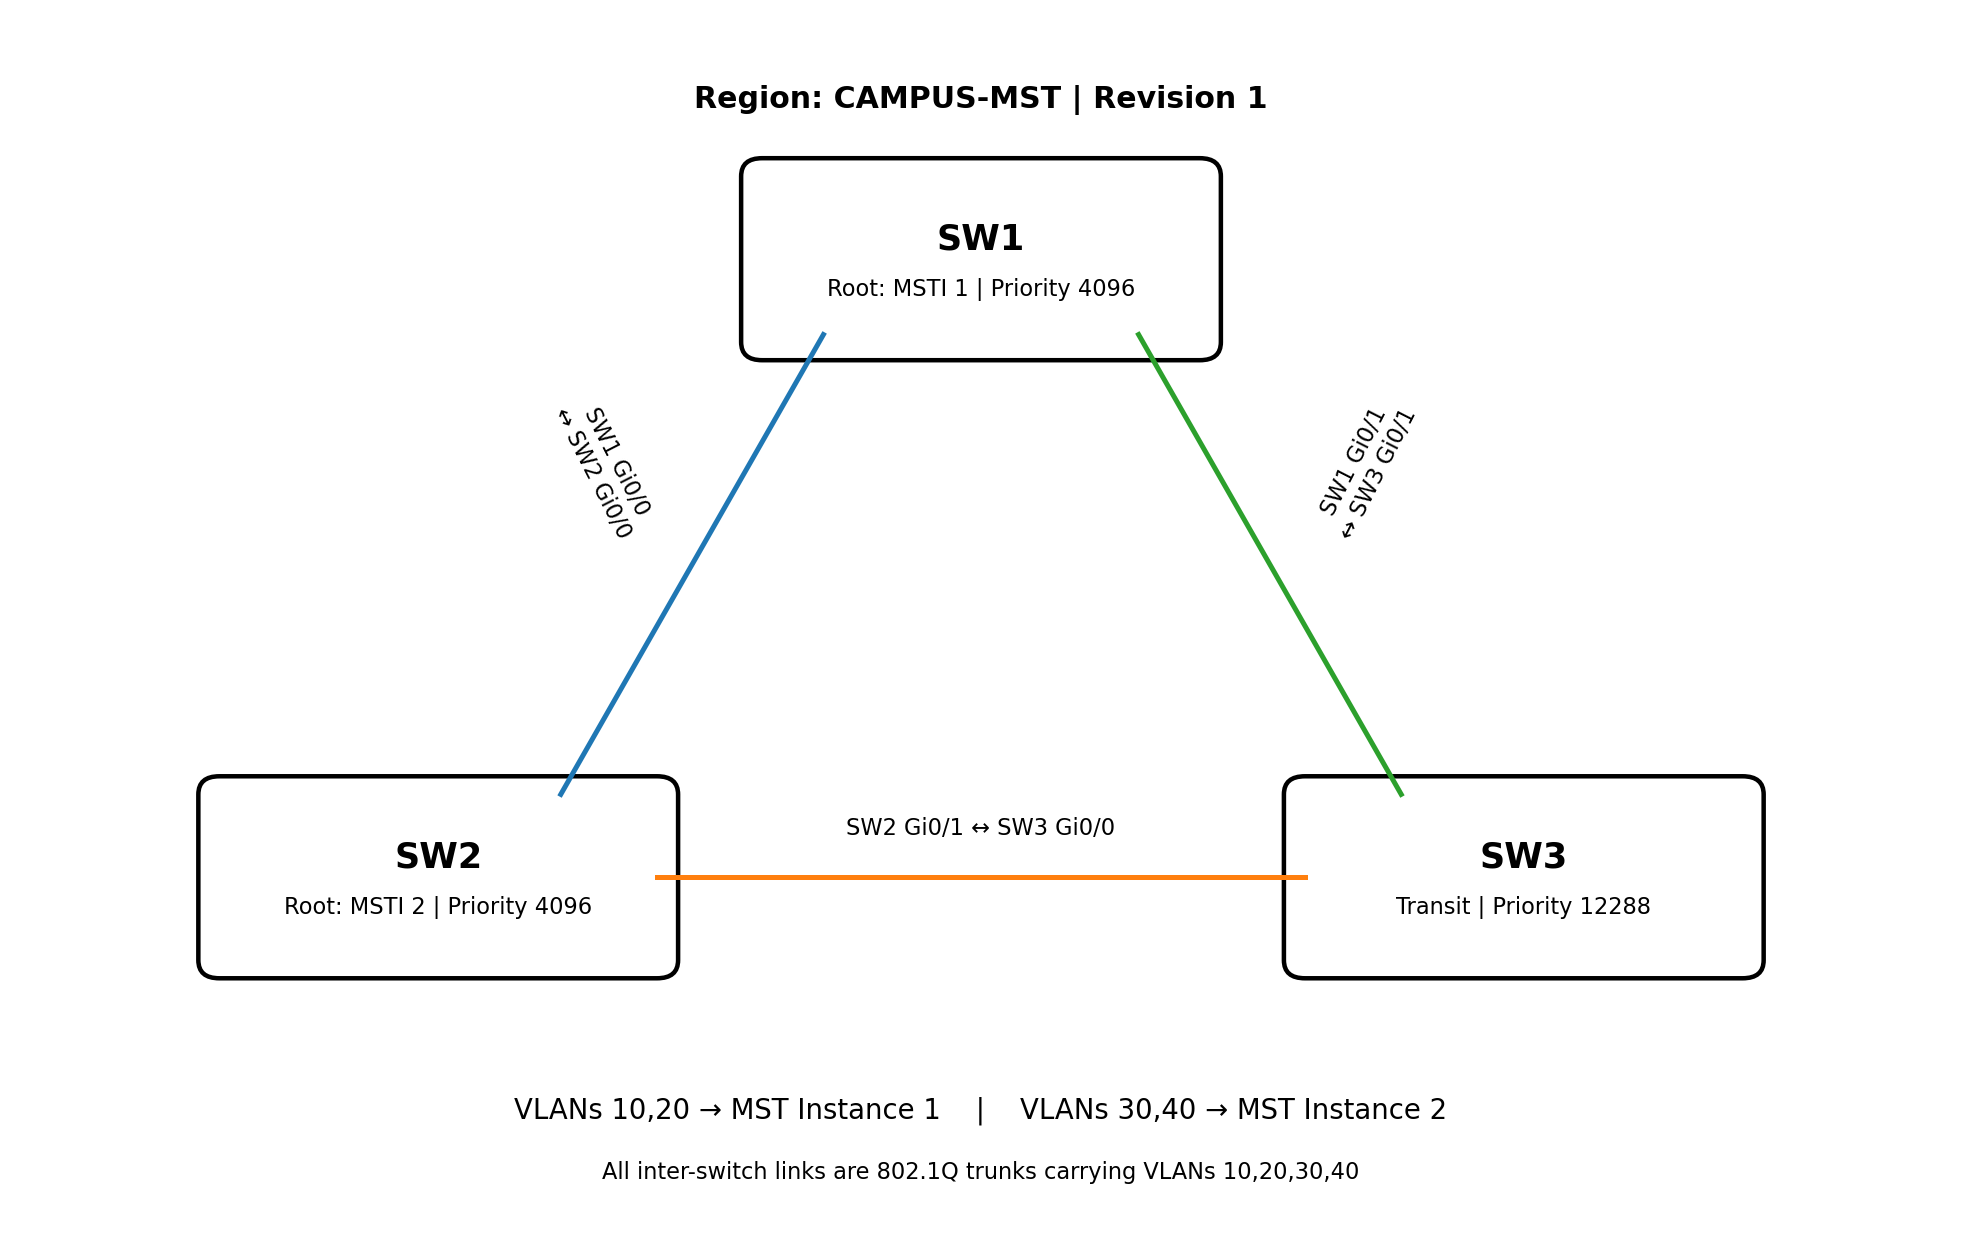 Region: CAMPUS-MST | Revision 1
SW1
Root: MSTI 1 | Priority 4096
SW1 Gi0/0
↔ SW2 Gi0/0
SW1 Gi0/1
↔ SW3 Gi0/1
SW2
Root: MSTI 2 | Priority 4096
SW2 Gi0/1 ↔ SW3 Gi0/0
SW3
Transit | Priority 12288
VLANs 10,20 → MST Instance 1 | VLANs 30,40 → MST Instance 2
All inter-switch links are 802.1Q trunks carrying VLANs 10,20,30,40